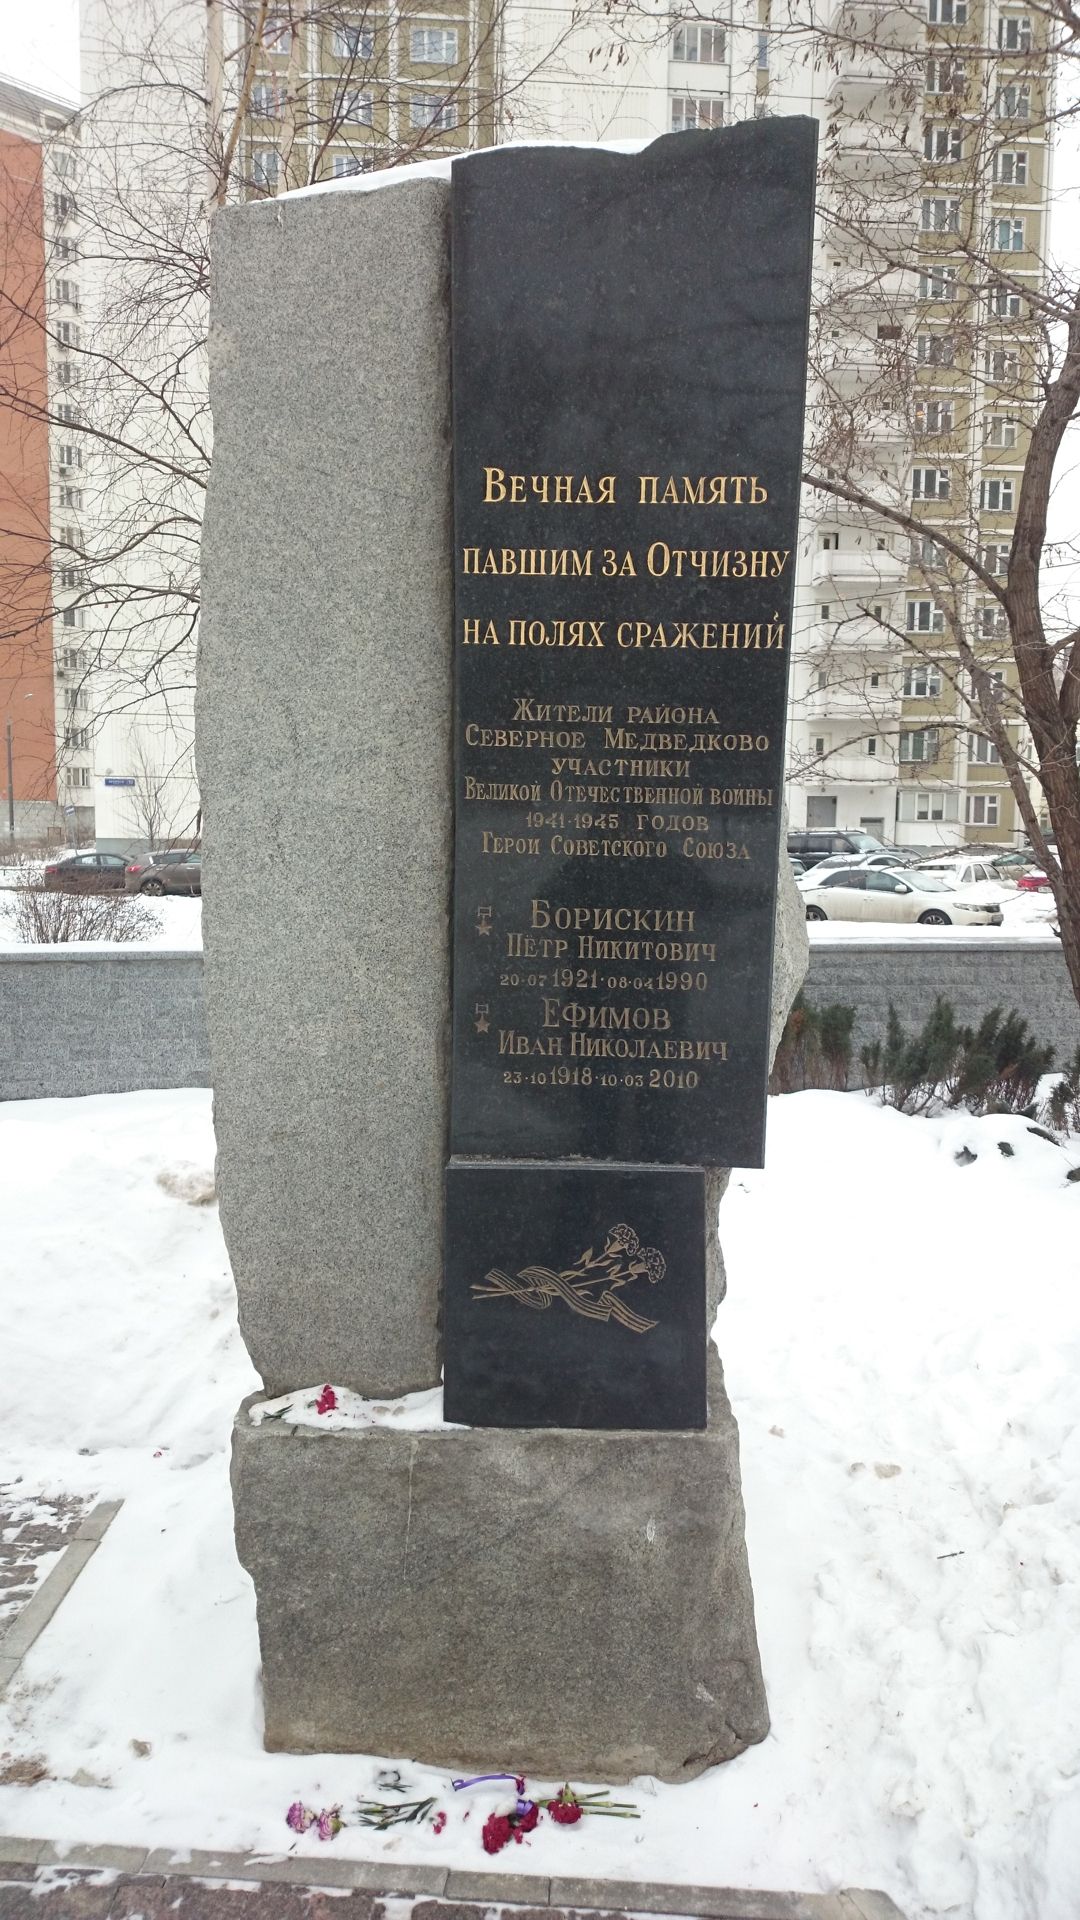 Вечная память
павшим за Отчизну
на полях сражений
Жители района
Северное Медведково
участники
Великой Отечественной войны
1941-1945 годов
Герои Советского Союза
Борискин
Пётр Никитович
20·07 1921·08·04 1990
Ефимов
Иван Николаевич
23·10 1918·10·03 2010